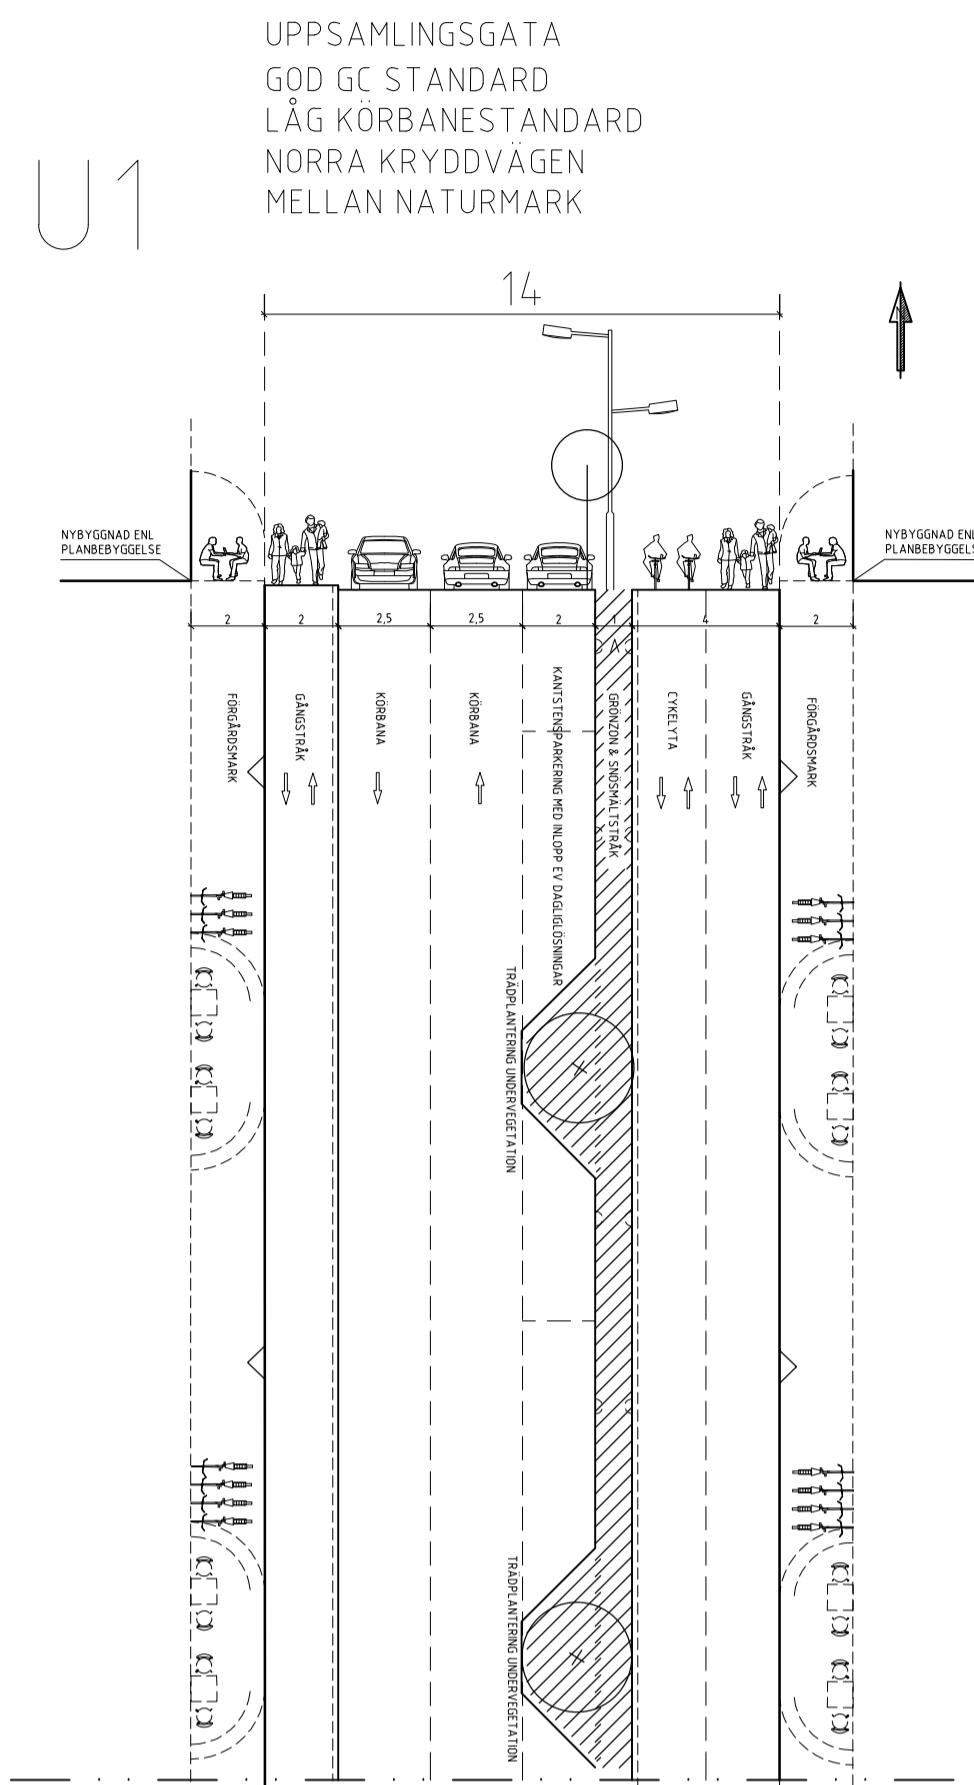 UPPSAMLINGSGATA
GOD GC STANDARD
LÅG KÖRBANESTANDARD
NORRA KRYDDVÄGEN
MELLAN NATURMARK
U1
14
NYBYGGNAD ENL
PLANBEBYGGELSE
NYBYGGNAD ENL
PLANBEBYGGELSE
2
2
2,5
2,5
2
1
4
2
FÖRGÅRDSMARK
GÅNGSTRÅK
KÖRBANA
KÖRBANA
KANTSTENSPARKERING MED INLOPP EV DAGLIGLÖSNINGAR
GRÖNZON & SNÖSMÄLTSTRÅK
CYKELYTA
GÅNGSTRÅK
FÖRGÅRDSMARK
TRÄDPLANTERING UNDERVEGETATION
TRÄDPLANTERING UNDERVEGETATION